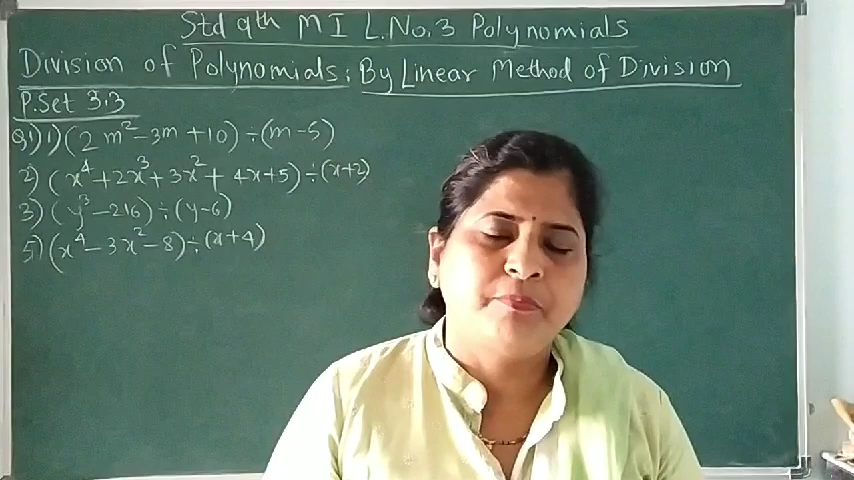 Std 9th M I L.No.3 Polynomials
Division of Polynomials: By Linear Method of Division
P.Set 3.3
Q1) 1) (2m²-3m+10)÷(m-5)
2) (x⁴+2x³+3x²+4x+5)÷(x+2)
3) (y³-216)÷(y-6)
5) (x⁴-3x²-8)÷(x+4)